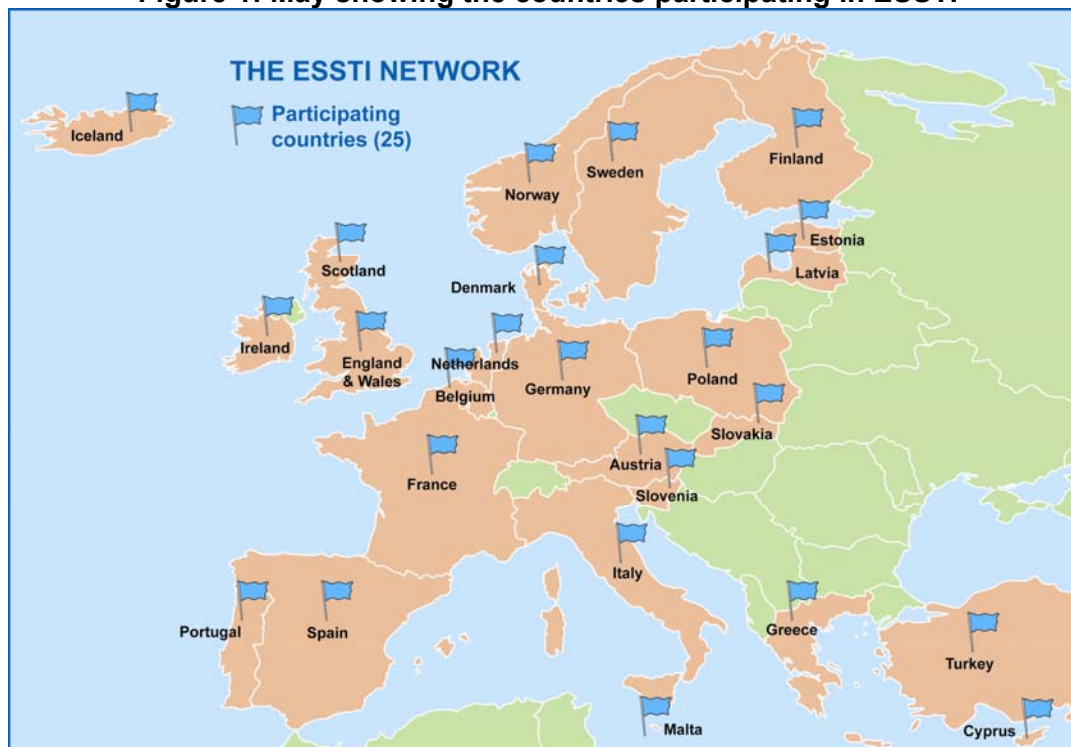 Figure 1: May showing the countries participating in ESSTI
THE ESSTI NETWORK
Participating
countries (25)
Iceland
Norway
Sweden
Finland
Estonia
Latvia
Scotland
Denmark
Ireland
England
& Wales
Netherlands
Belgium
Germany
Poland
Slovakia
Austria
Slovenia
France
Italy
Portugal
Spain
Greece
Turkey
Malta
Cyprus